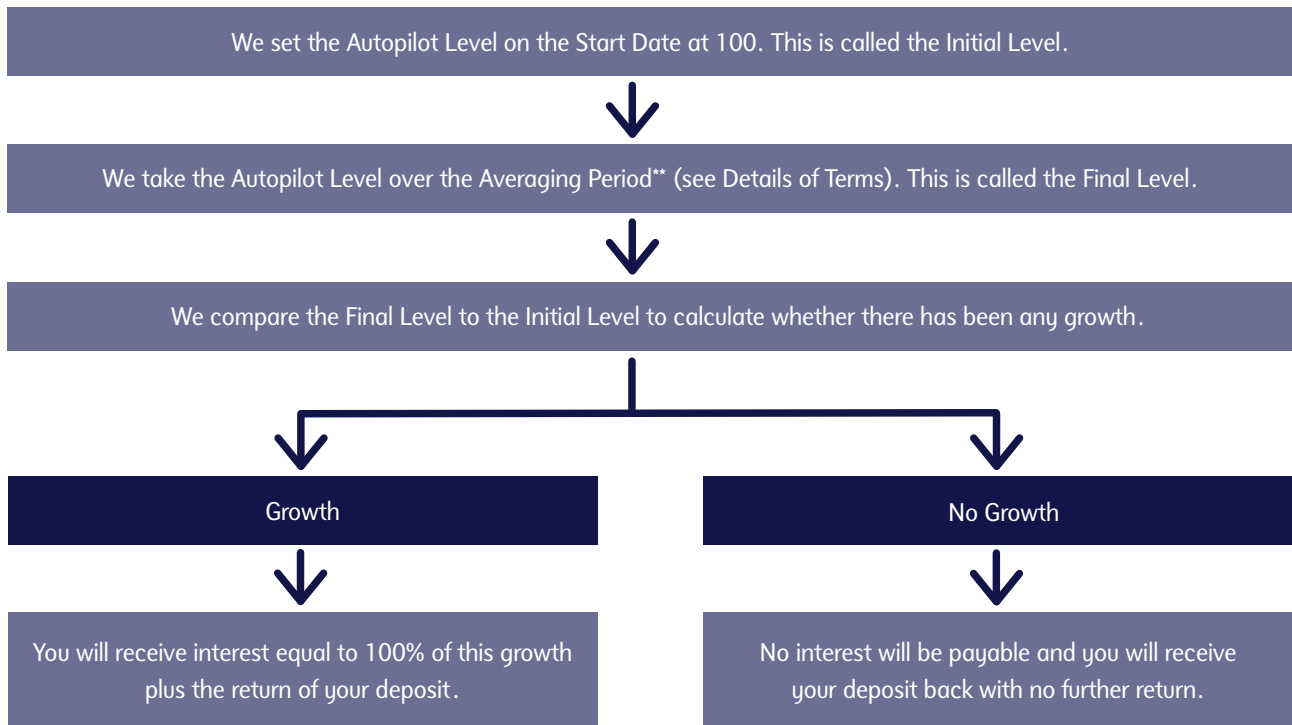 We set the Autopilot Level on the Start Date at 100. This is called the Initial Level.
We take the Autopilot Level over the Averaging Period** (see Details of Terms). This is called the Final Level.
We compare the Final Level to the Initial Level to calculate whether there has been any growth.
Growth
No Growth
You will receive interest equal to 100% of this growth
plus the return of your deposit.
No interest will be payable and you will receive
your deposit back with no further return.